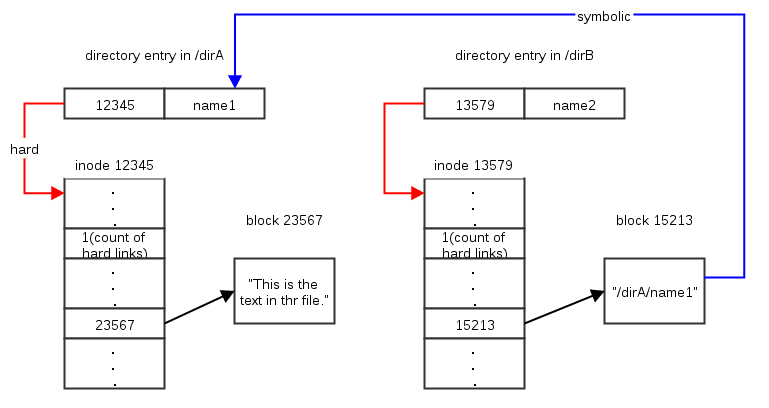 symbolic
directory entry in /dirA
directory entry in /dirB
12345
name1
13579
name2
hard
inode 12345
inode 13579
block 23567
block 15213
1(count of
hard links)
1(count of
hard links)
"This is the
text in thr file."
"/dirA/name1"
23567
15213